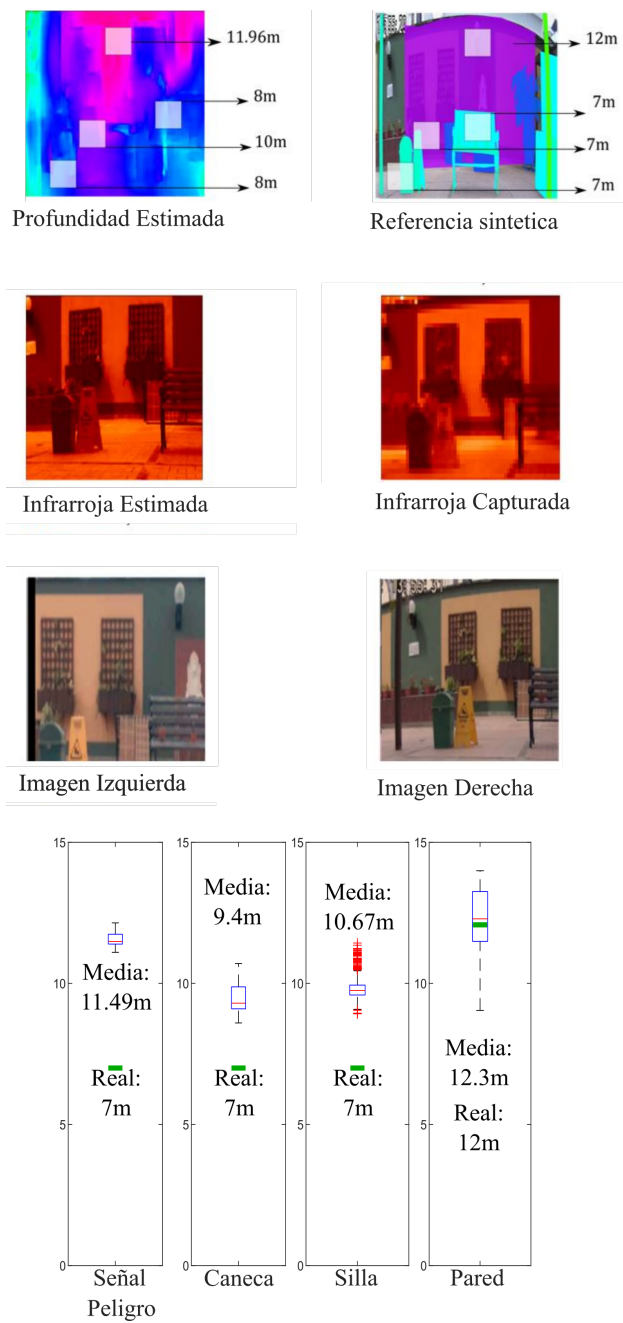 11.96m
8m
10m
8m
Profundidad Estimada
12m
7m
7m
7m
Referencia sintetica
Infrarroja Estimada
Infrarroja Capturada
Imagen Izquierda
Imagen Derecha
15
10
5
0
Media:
11.49m
Real:
7m
Señal
Peligro
15
10
5
0
Media:
9.4m
Real:
7m
Caneca
15
10
5
0
Media:
10.67m
Real:
7m
Silla
15
10
5
0
Media:
12.3m
Real:
12m
Pared